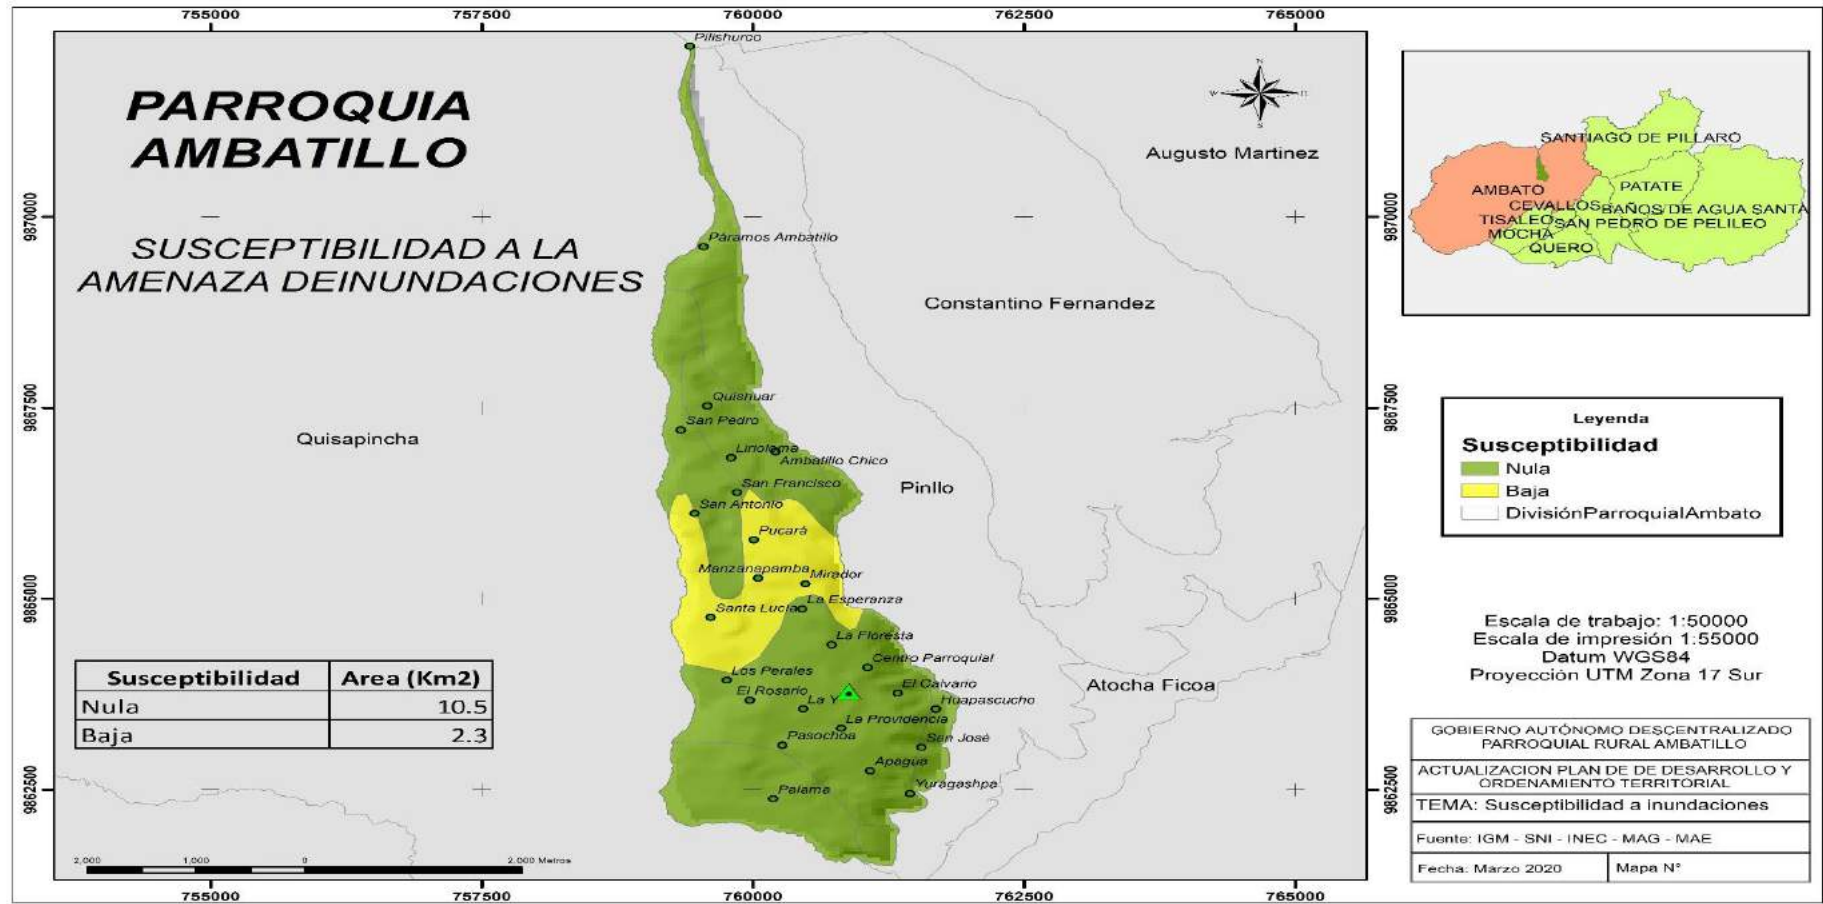 755000
757500
760000
762500
765000
PARROQUIA
AMBATILLO
SUSCEPTIBILIDAD A LA
AMENAZA DEINUNDACIONES
Pilishurco
N
W
S
Augusto Martinez
Constantino Fernandez
Quisapincha
Pinllo
Atocha Ficoa
Páramos Ambatillo
Quishuar
San Pedro
Lirioloma
Ambatillo Chico
San Francisco
San Antonio
Pucará
Manzanapamba
Mirador
La Esperanza
Santa Lucia
La Floresta
Centro Parroquial
Los Perales
El Rosario
La Y
El Calvario
Huapascucho
La Providencia
Pasochoa
San José
Apagua
Yuragashpa
Palama
9870000
9867500
9865000
9862500
9870000
9867500
9865000
9862500
Susceptibilidad Area (Km2)
Nula 10.5
Baja 2.3
2,000 1,000 0 2,000 Metros
755000
757500
760000
762500
765000
SANTIAGO DE PILLARO
AMBATO
PATATE
CEVALLOS
BAÑOS DE AGUA SANTA
TISALEO
SAN PEDRO DE PELILEO
MOCHA
QUERO
Leyenda
Susceptibilidad
Nula
Baja
DivisiónParroquialAmbato
Escala de trabajo: 1:50000
Escala de impresión 1:55000
Datum WGS84
Proyección UTM Zona 17 Sur
GOBIERNO AUTÓNOMO DESCENTRALIZADO
PARROQUIAL RURAL AMBATILLO
ACTUALIZACION PLAN DE DE DESARROLLO Y
ORDENAMIENTO TERRITORIAL
TEMA: Susceptibilidad a inundaciones
Fuente: IGM - SNI - INEC - MAG - MAE
Fecha: Marzo 2020
Mapa N°